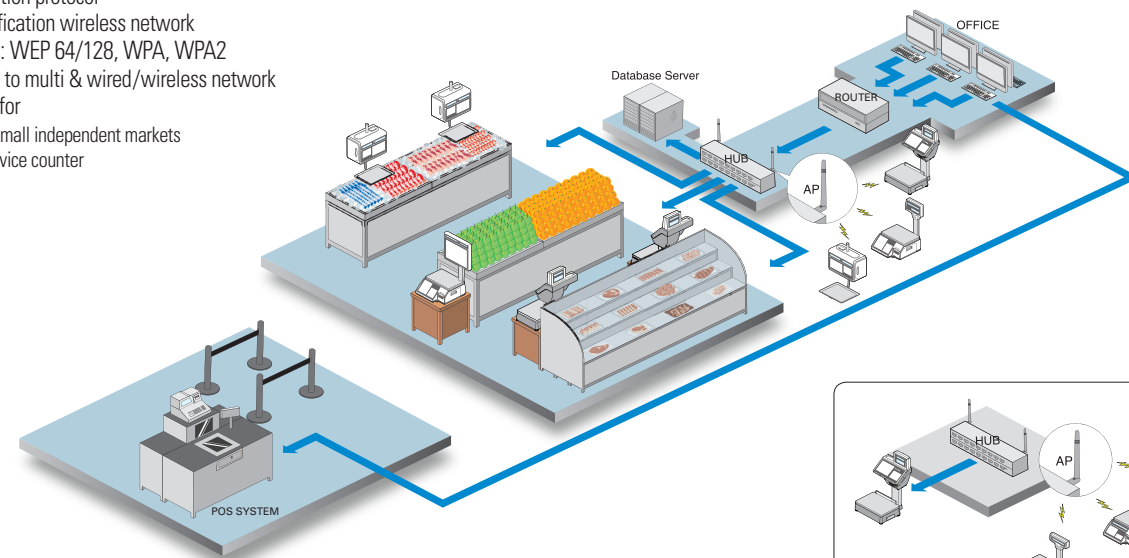 tion protocol
fication wireless network
: WEP 64/128, WPA, WPA2
to multi & wired/wireless network
for
mall independent markets
vice counter
OFFICE
Database Server
ROUTER
HUB
AP
POS SYSTEM
HUB
AP